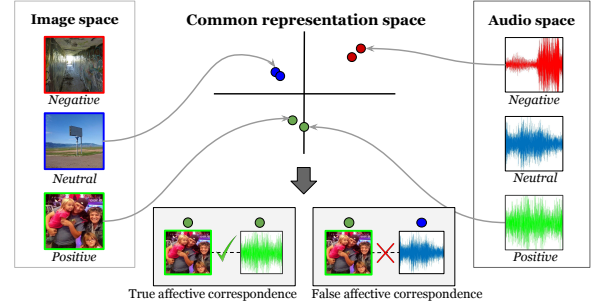 Image space
Common representation space
Audio space
Negative
Negative
Neutral
Neutral
Positive
Positive
True affective correspondence
False affective correspondence